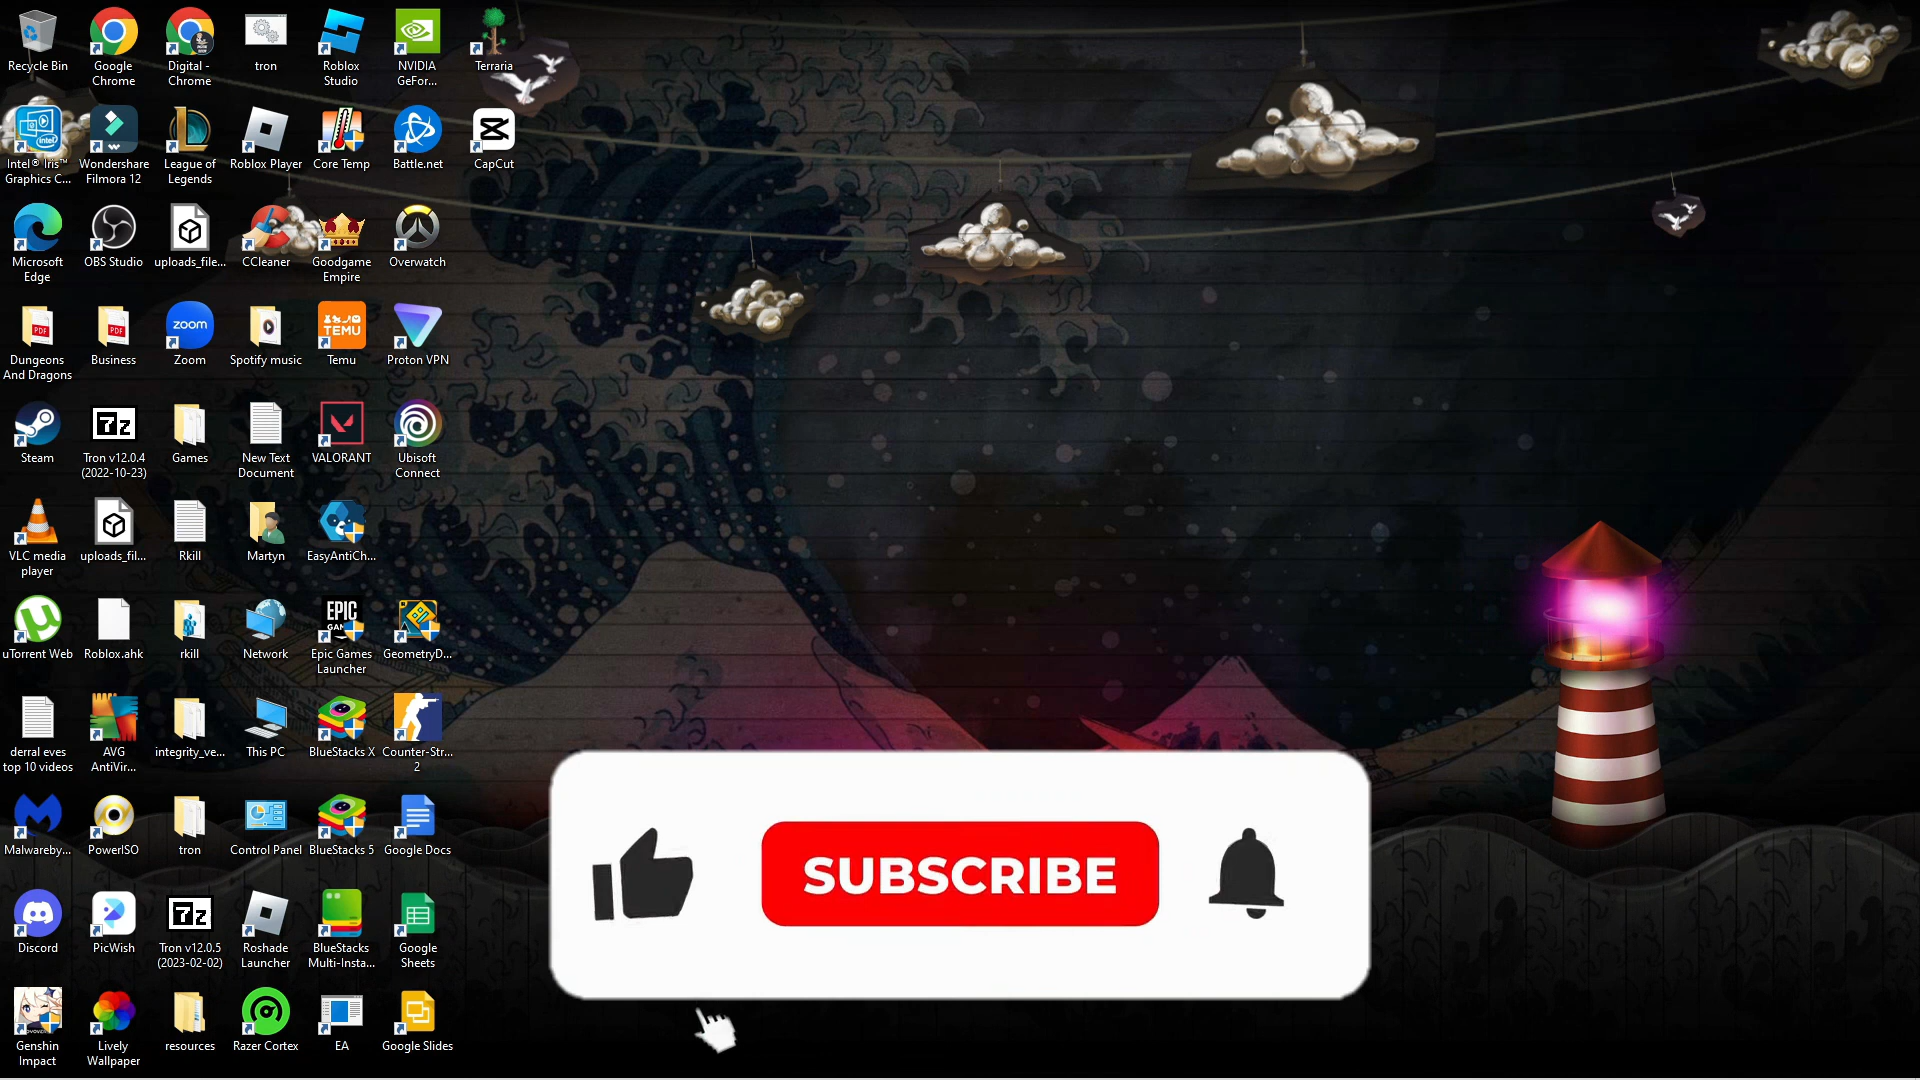 Recycle Bin
Google
Chrome
Digital -
Chrome
tron
Roblox
Studio
NVIDIA
GeFor...
Terraria
Intel® Iris™
Graphics C...
Wondershare
Filmora 12
League of
Legends
Roblox Player
Core Temp
Battle.net
CapCut
Microsoft
Edge
OBS Studio
uploads_file...
CCleaner
Goodgame
Empire
Overwatch
PDF
Dungeons
And Dragons
PDF
Business
zoom
Zoom
Spotify music
TEMU
Temu
Proton VPN
Steam
7z
Tron v12.0.4
(2022-10-23)
Games
New Text
Document
VALORANT
Ubisoft
Connect
VLC media
player
uploads_fil...
Rkill
Martyn
EasyAntiCh...
uTorrent Web
Roblox.ahk
rkill
Network
EPIC
Epic Games
Launcher
GeometryD...
derral eves
top 10 videos
AVG
AntiVir...
integrity_ve...
This PC
BlueStacks X
Counter-Str...
2
Malwareby...
PowerISO
tron
Control Panel
BlueStacks 5
Google Docs
Discord
PicWish
7z
Tron v12.0.5
(2023-02-02)
Roshade
Launcher
BlueStacks
Multi-Insta...
Google
Sheets
Genshin
Impact
Lively
Wallpaper
resources
Razer Cortex
EA
Google Slides
SUBSCRIBE